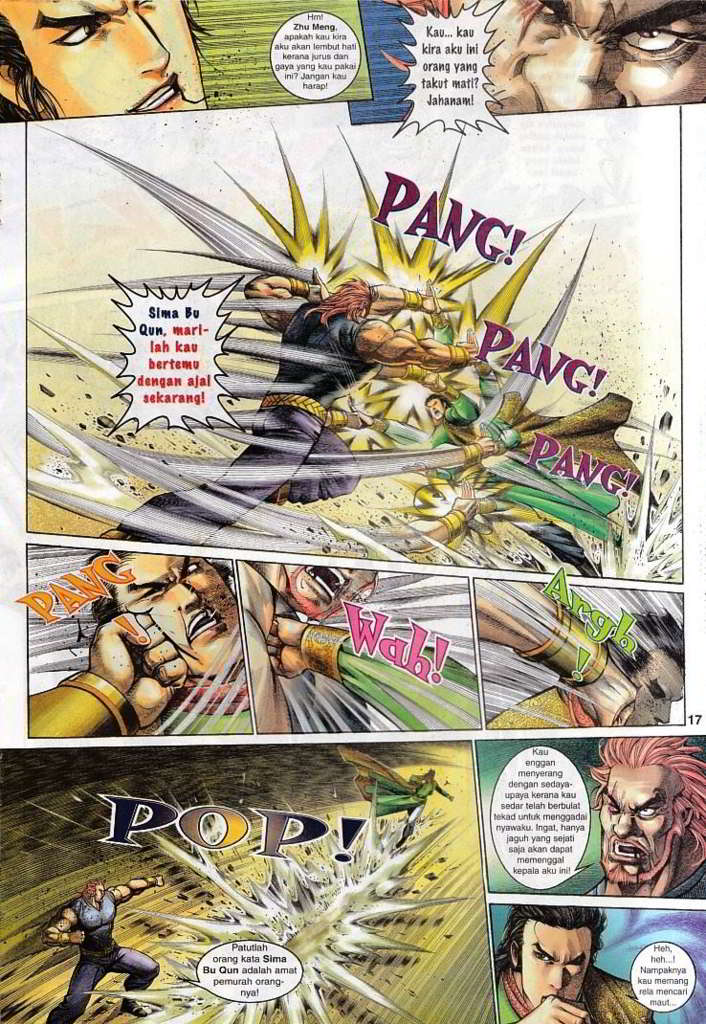 Hm!
Zhu Meng,
apakah kau kira
aku akan lembut hati
kerana jurus dan
gaya yang kau pakai
ini? Jangan kau
harap!
Kau... kau
kira aku ini
orang yang
takut mati?
Jahanam!
PANG!
Sima Bu
Qun, mari-
lah kau
bertemu
dengan ajal
sekarang!
PANG!
PANG!
PANG!
Wah!
Argh!
17
POP!
Kau
enggan
menyerang
dengan sedaya-
upaya kerana kau
sedar telah berbulat
tekad untuk menggadai
nyawaku. Ingat, hanya
jaguh yang sejati
saja akan dapat
memenggal
kepala aku ini!
Patutlah
orang kata Sima
Bu Qun adalah amat
pemurah orang-
nya!
Heh,
heh...!
Nampaknya
kau memang
rela mencari
maut...